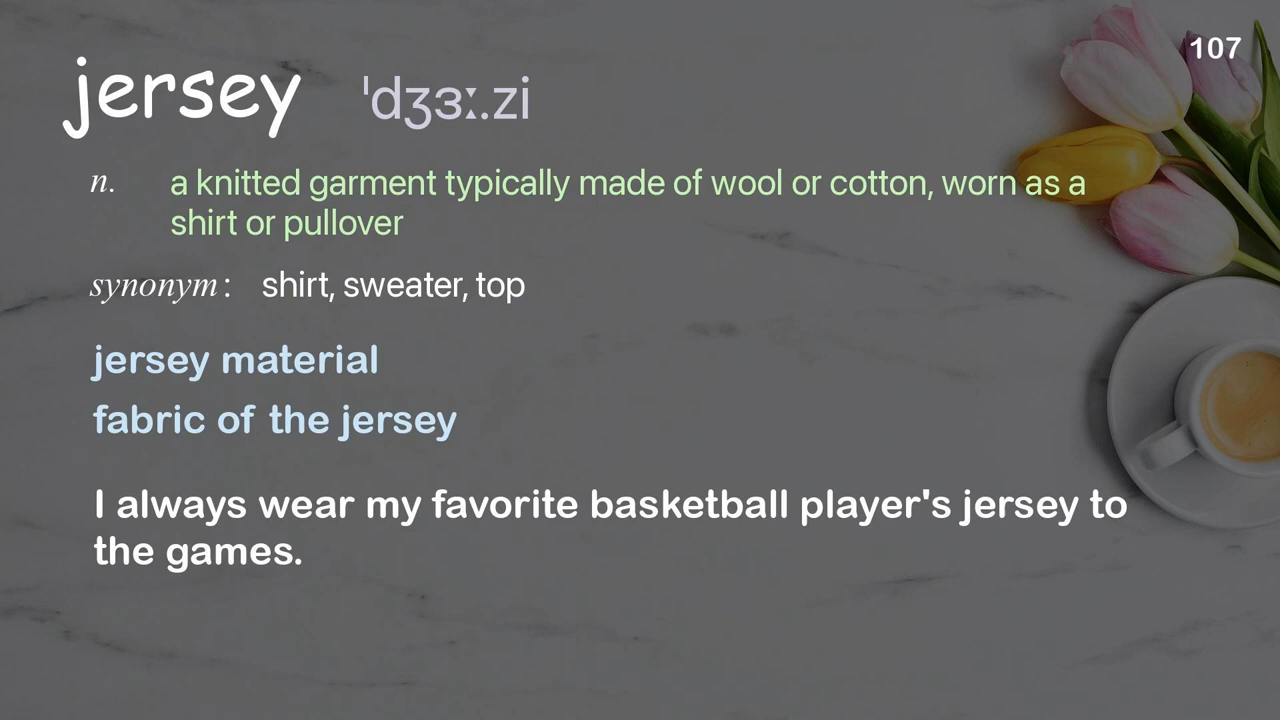 107
jersey ˈdʒɜː.zi
n. a knitted garment typically made of wool or cotton, worn as a
shirt or pullover
synonym: shirt, sweater, top
jersey material
fabric of the jersey
I always wear my favorite basketball player's jersey to
the games.